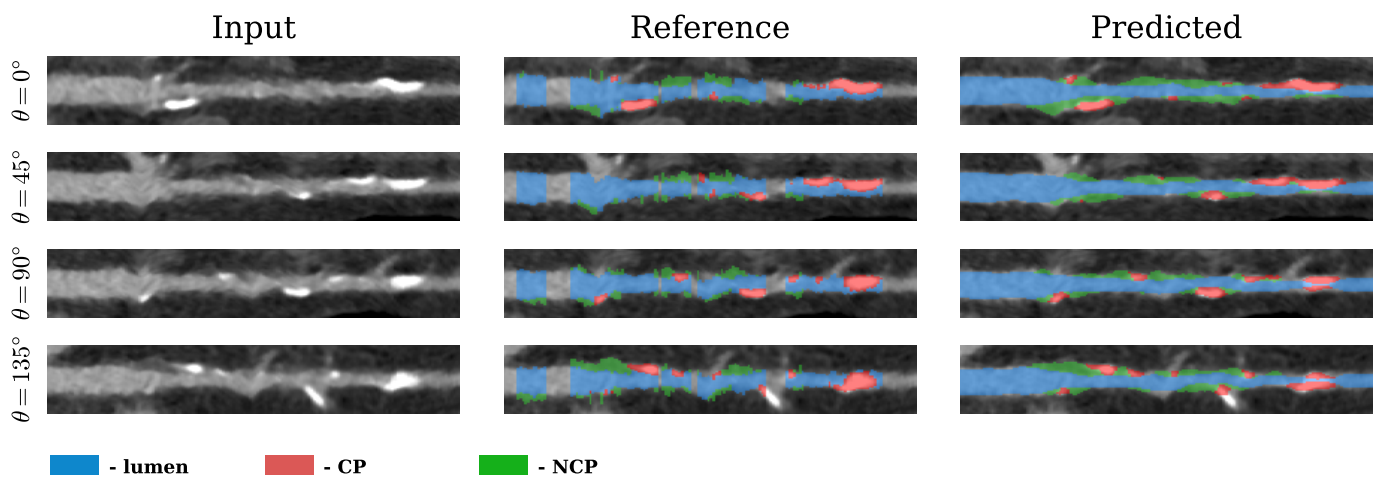 Input Reference Predicted
θ = 0°
θ = 45°
θ = 90°
θ = 135°
- lumen - CP - NCP